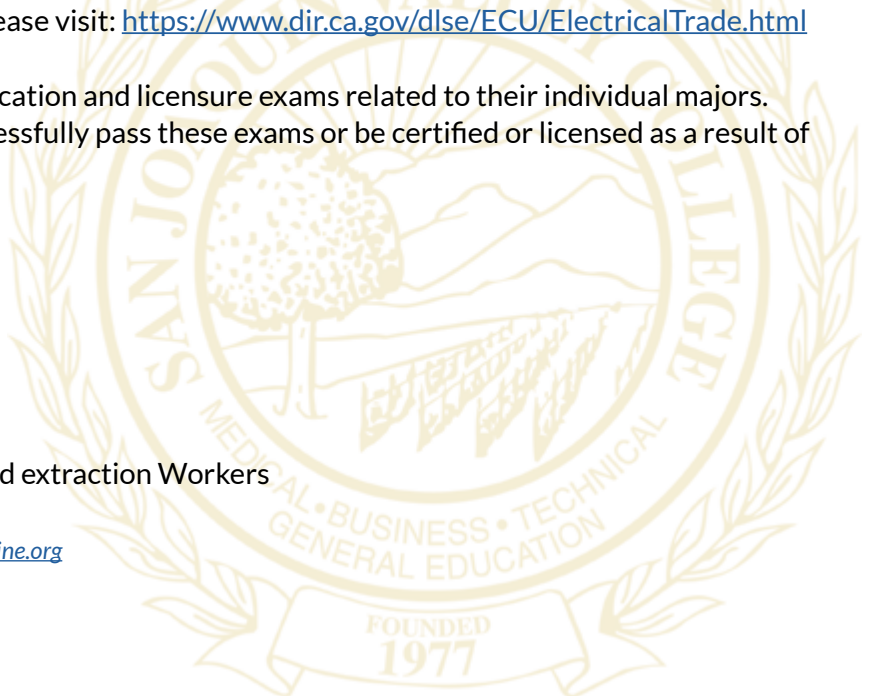 ease visit: https://www.dir.ca.gov/dlse/ECU/ElectricalTrade.html
cation and licensure exams related to their individual majors.
essfully pass these exams or be certified or licensed as a result of
SAN JOAQUIN VALLEY COLLEGE
d extraction Workers
MEDICAL • BUSINESS • TECHNICAL
GENERAL EDUCATION
ine.org
FOUNDED
1977